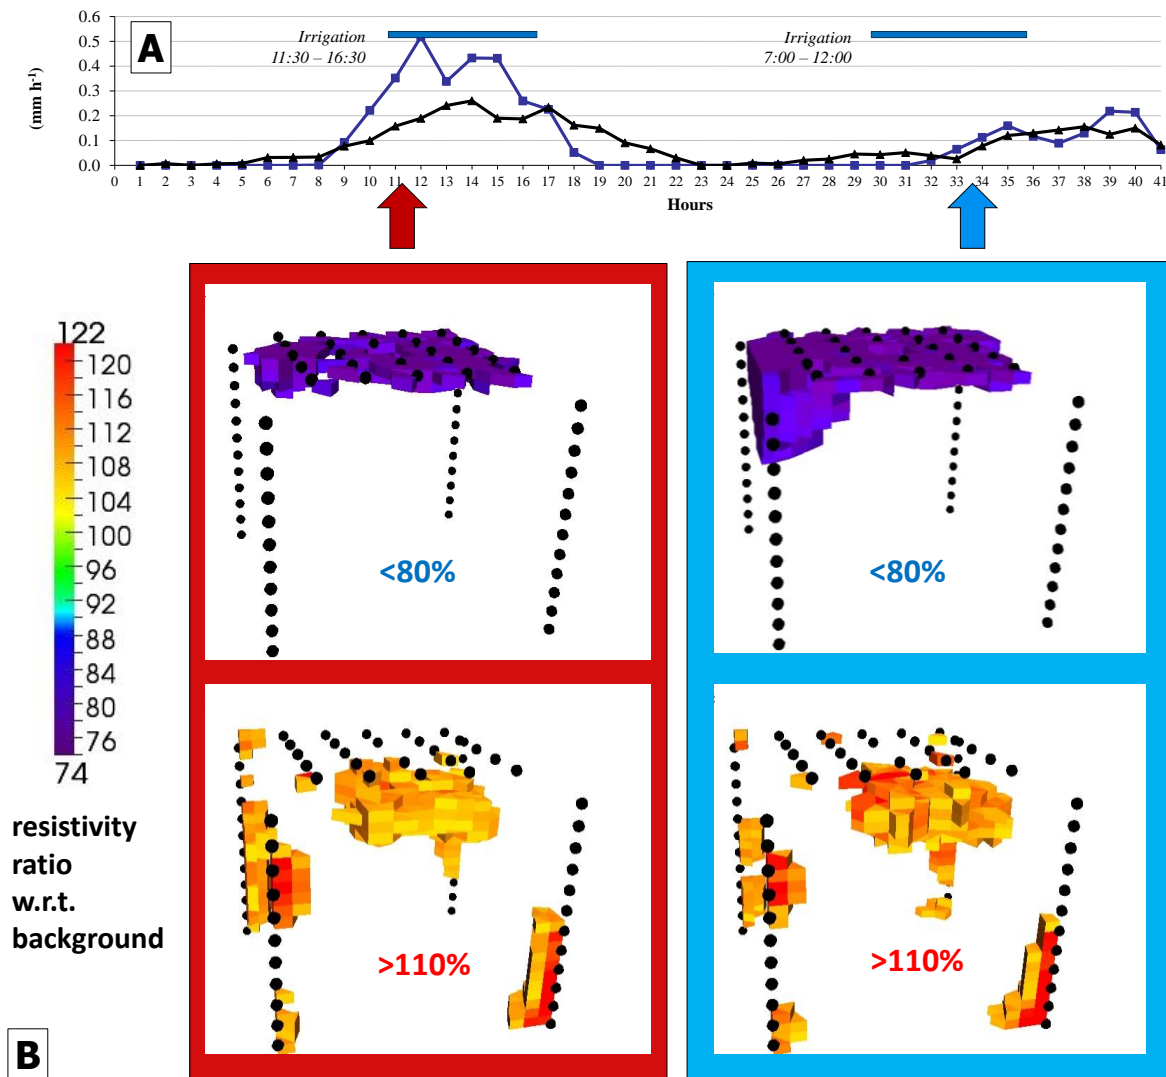 A
0.6
0.5
0.4
0.3
0.2
0.1
0.0
(mm h-1)
Irrigation
11:30 – 16:30
Irrigation
7:00 – 12:00
0 1 2 3 4 5 6 7 8 9 10 11 12 13 14 15 16 17 18 19 20 21 22 23 24 25 26 27 28 29 30 31 32 33 34 35 36 37 38 39 40 41
Hours
122
120
116
112
108
104
100
96
92
88
84
80
76
74
resistivity
ratio
w.r.t.
background
<80%
<80%
>110%
>110%
B